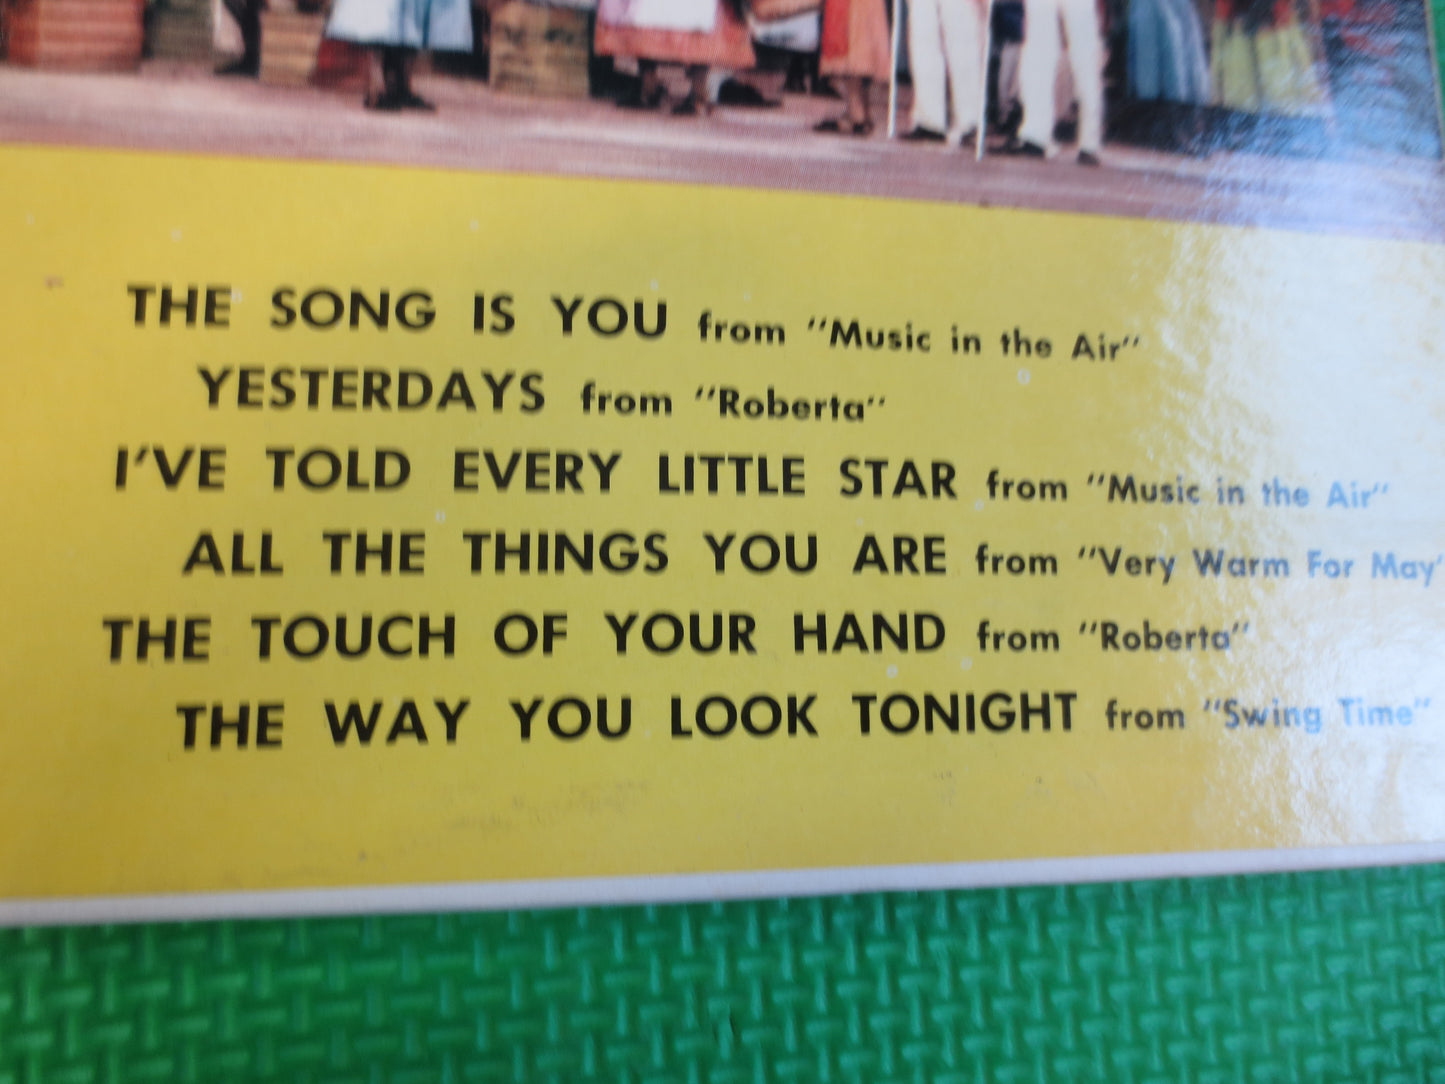 THE SONG IS YOU from "Music in the Air"
YESTERDAYS from "Roberta"
I'VE TOLD EVERY LITTLE STAR from "Music in the Air"
ALL THE THINGS YOU ARE from "Very Warm For May"
THE TOUCH OF YOUR HAND from "Roberta"
THE WAY YOU LOOK TONIGHT from "Swing Time"